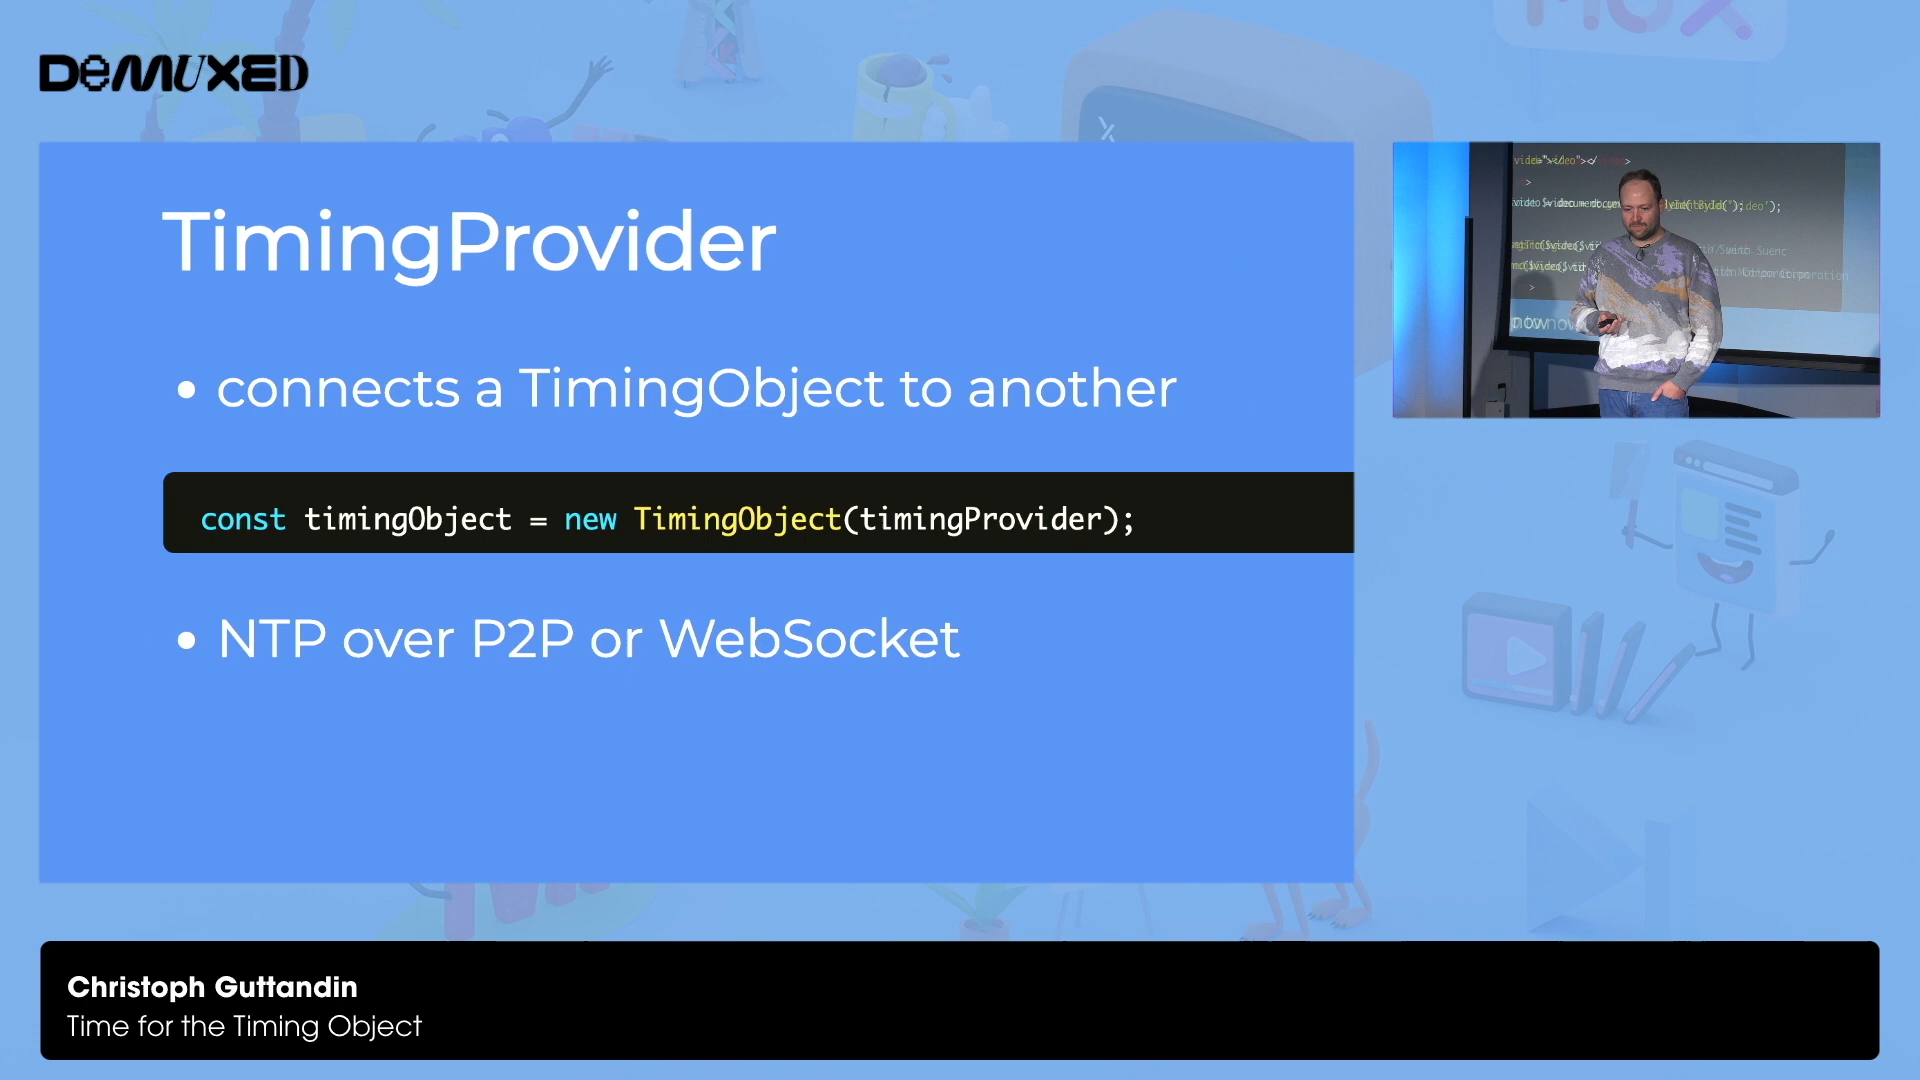 DEMUXED
TimingProvider
• connects a TimingObject to another
const timingObject = new TimingObject(timingProvider);
• NTP over P2P or WebSocket
Christoph Guttandin
Time for the Timing Object